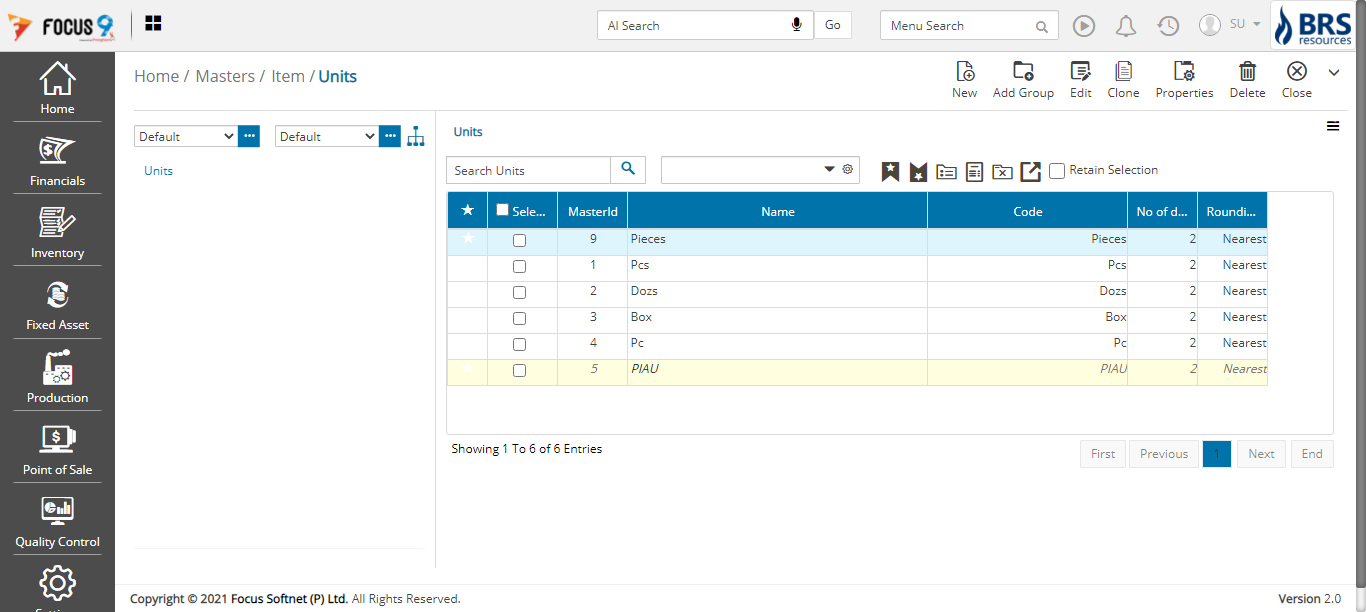 FOCUS 9
AI Search
Go
Menu Search
SU
BRS
resources
Home
Financials
Inventory
Fixed Asset
Production
Point of Sale
Quality Control
Home / Masters / Item / Units
New
Add Group
Edit
Clone
Properties
Delete
Close
Default
Default
Units
Units
Search Units
Retain Selection
Sele... MasterId Name Code No of d... Roundi...
9 Pieces Pieces 2 Nearest
1 Pcs Pcs 2 Nearest
2 Dozs Dozs 2 Nearest
3 Box Box 2 Nearest
4 Pc Pc 2 Nearest
5 PIAU PIAU 2 Nearest
Showing 1 To 6 of 6 Entries
First Previous 1 Next End
Copyright © 2021 Focus Softnet (P) Ltd. All Rights Reserved.
Version 2.0